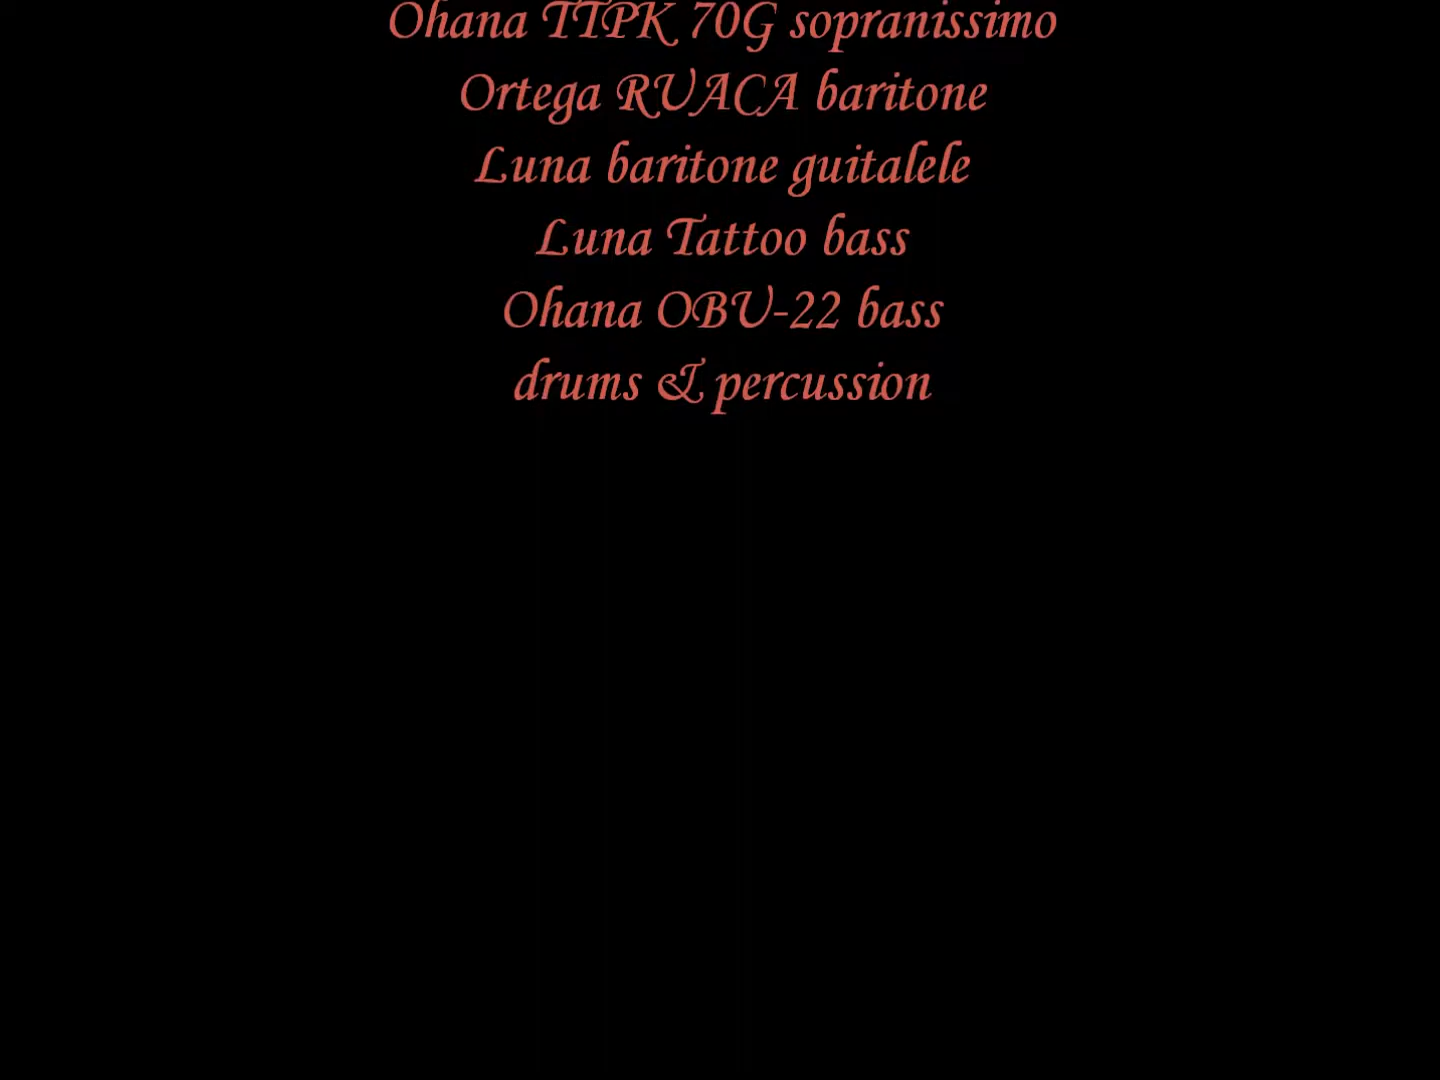 Ohana TTPK 70G sopranissimo
Ortega RUACA baritone
Luna baritone guitalele
Luna Tattoo bass
Ohana OBU-22 bass
drums & percussion